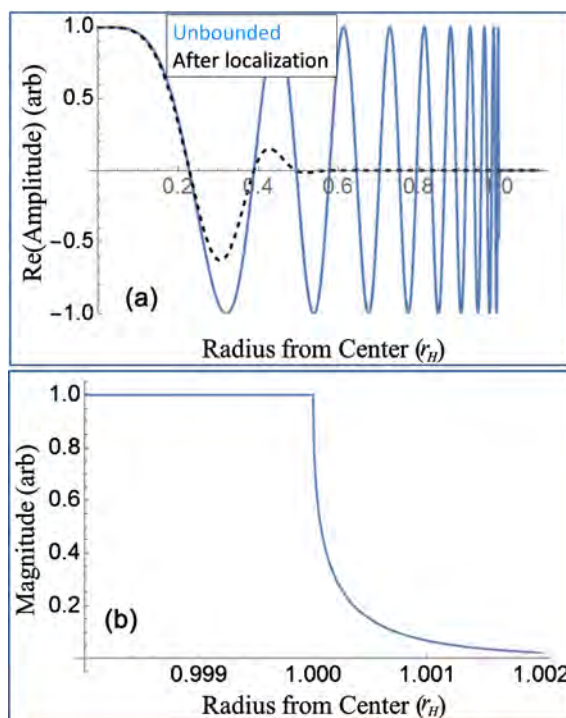 Unbounded
After localization
Re(Amplitude) (arb)
1.0
0.5
−0.5
−1.0
0.2 0.4 0.6 0.8 1.0
(a)
Radius from Center (r_H)
Magnitude (arb)
1.0
0.8
0.6
0.4
0.2
(b)
0.999 1.000 1.001 1.002
Radius from Center (r_H)